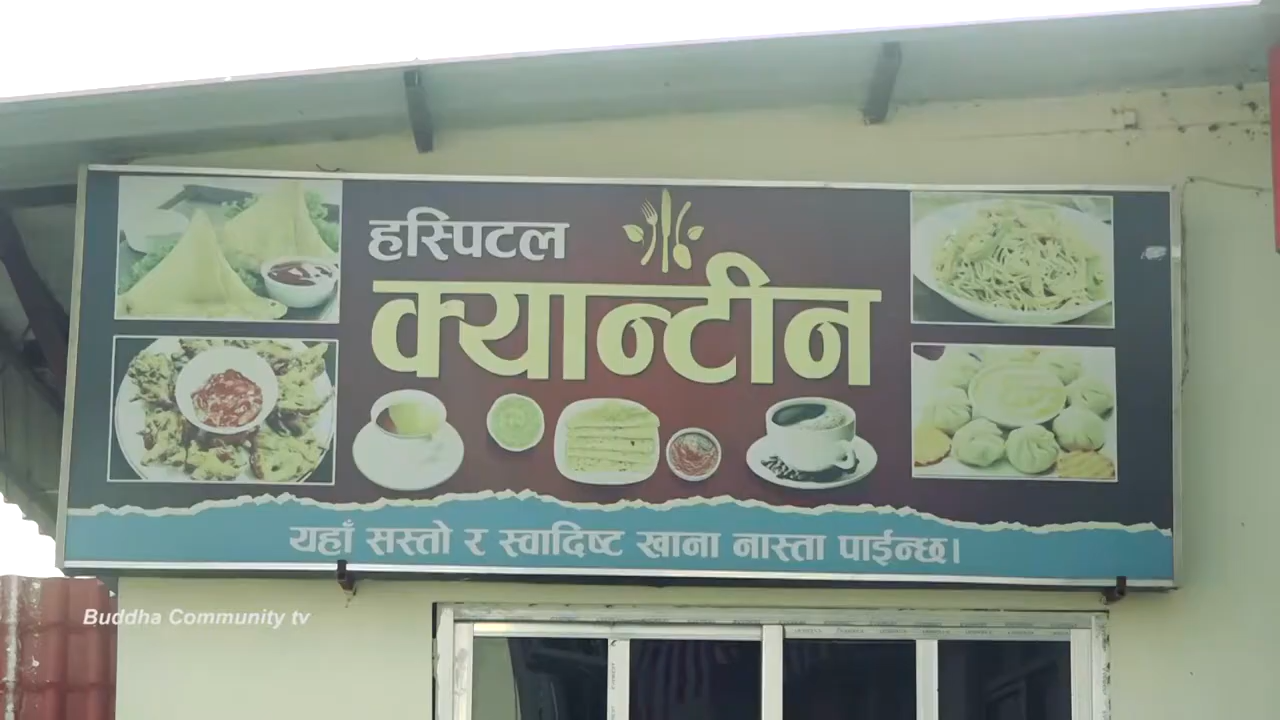 हस्पिटल
क्यान्टीन
यहाँ सस्तो र स्वादिष्ट खाना नास्ता पाईन्छ।
Buddha Community tv